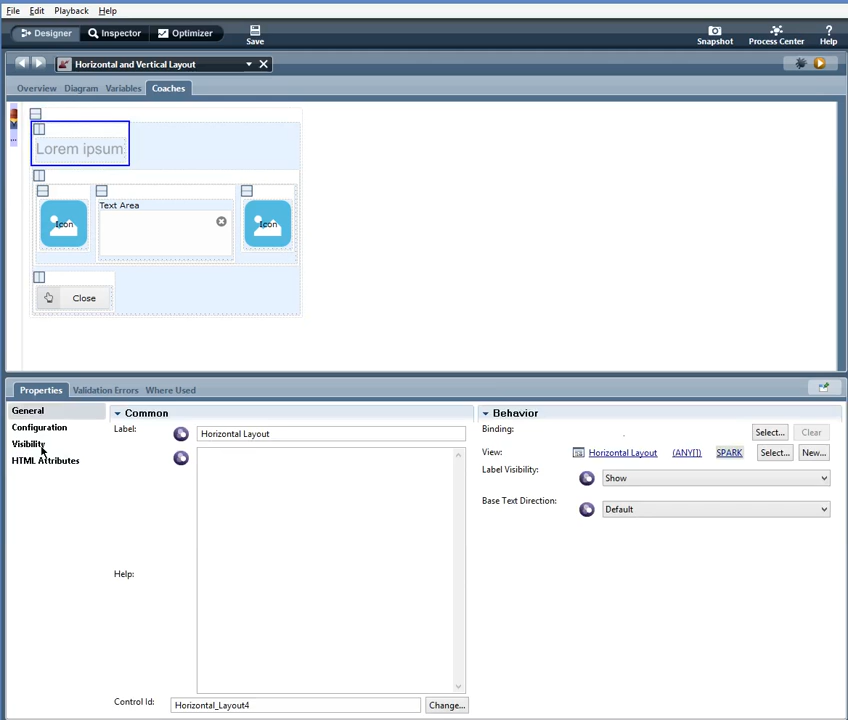 File Edit Playback Help
Designer Inspector Optimizer Save Snapshot Process Center Help
Horizontal and Vertical Layout
Overview Diagram Variables Coaches
Lorem ipsum
Text Area
Icon Icon
Close
Properties Validation Errors Where Used
General
Configuration
Visibility
HTML Attributes
Common
Label: Horizontal Layout
Help:
Control Id: Horizontal_Layout4 Change...
Behavior
Binding: Select... Clear
View: Horizontal Layout (ANY[]) SPARK Select... New...
Label Visibility: Show
Base Text Direction: Default